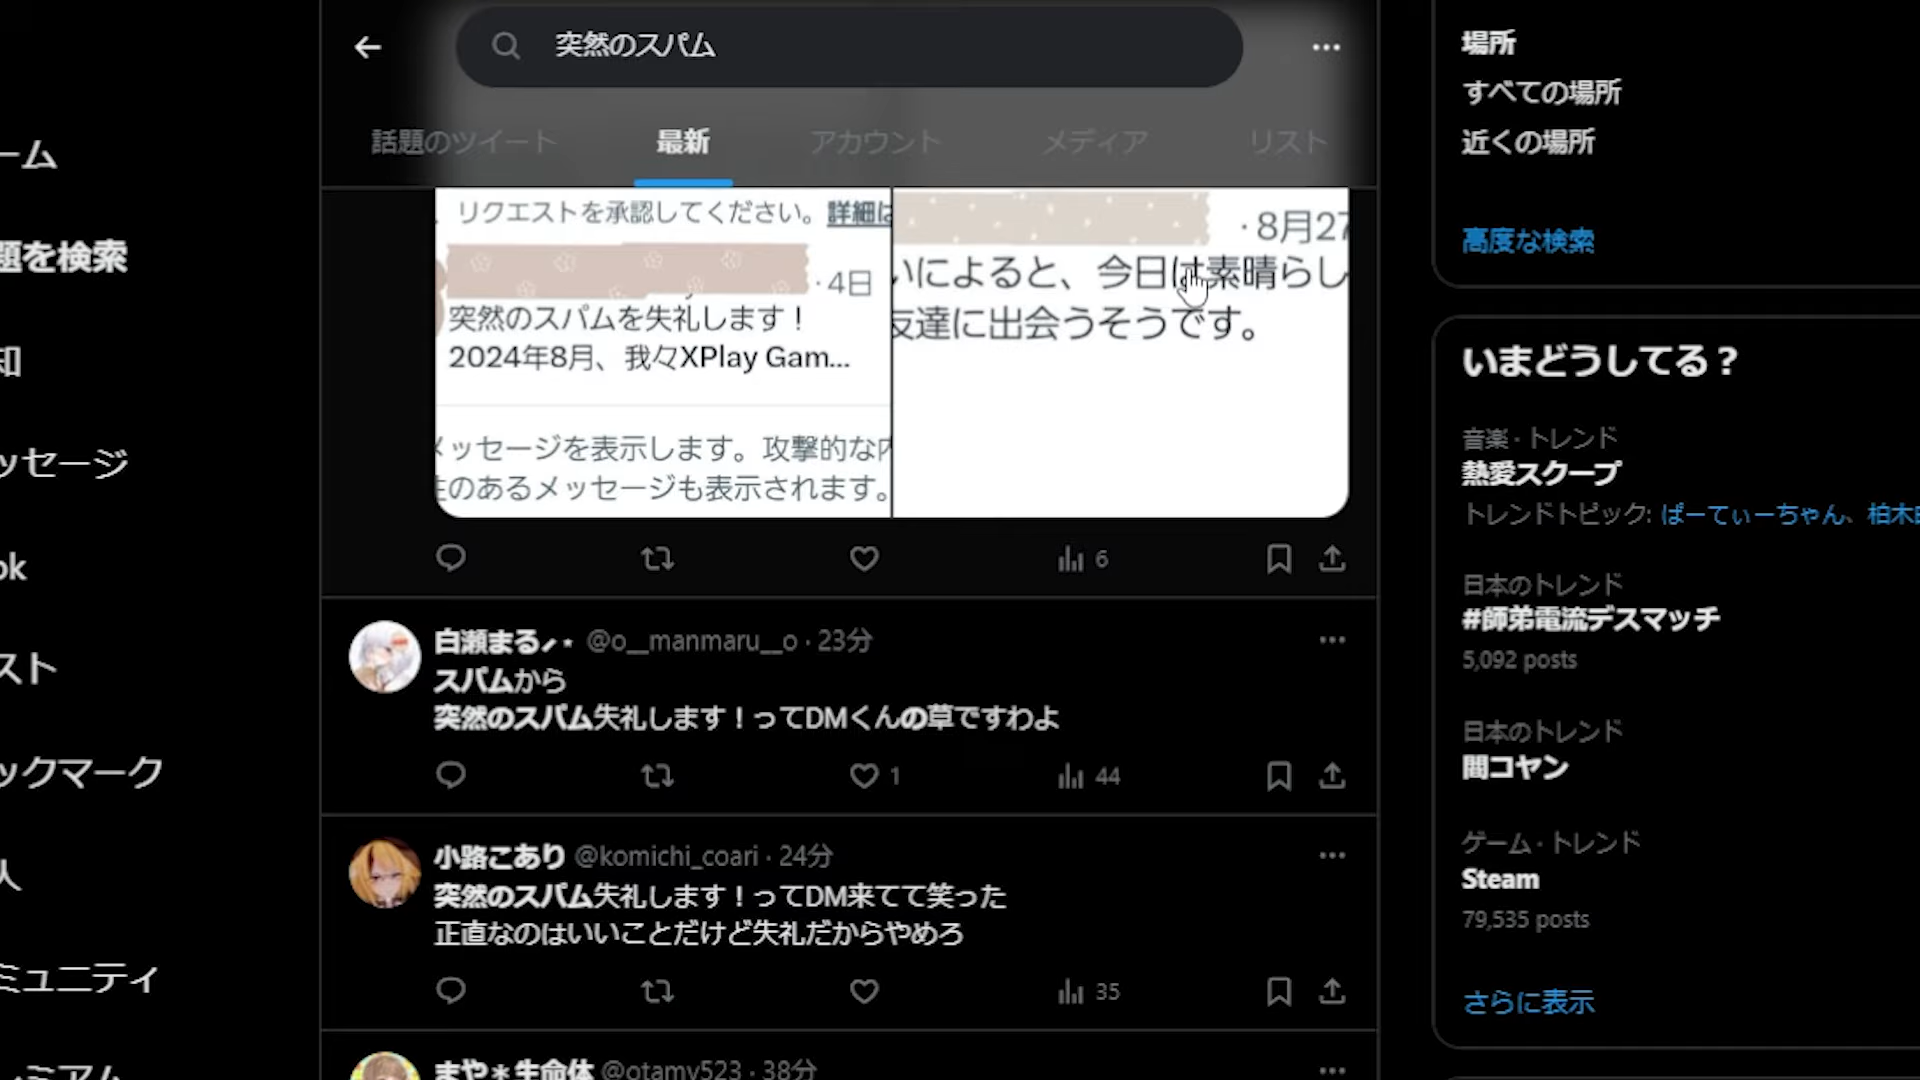 ーム
題を検索
知
ッセージ
ok
スト
ックマーク
人
ミュニティ
突然のスパム
話題のツイート
最新
アカウント
メディア
リスト
、リクエストを承認してください。詳細は
・4日
突然のスパムを失礼します！
2024年8月、我々XPlay Gam...
メッセージを表示します。攻撃的な内
性のあるメッセージも表示されます。
・8月27
いによると、今日は素晴らし
友達に出会うそうです。
6
白瀬まる @o__manmaru__o · 23分
スパムから
突然のスパム失礼します！ってDMくんの草ですわよ
1
44
小路こあり @komichi_coari · 24分
突然のスパム失礼します！ってDM来てて笑った
正直なのはいいことだけど失礼だからやめろ
35
まや＊生命体 @otamy523 · 38分
場所
すべての場所
近くの場所
高度な検索
いまどうしてる？
音楽 · トレンド
熱愛スクープ
トレンドトピック: ぱーてぃーちゃん、柏木
日本のトレンド
#師弟電流デスマッチ
5,092 posts
日本のトレンド
闇コヤン
ゲーム · トレンド
Steam
79,535 posts
さらに表示